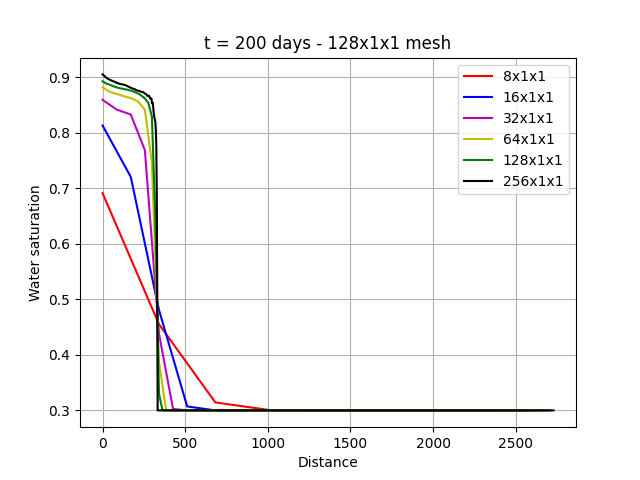 t = 200 days - 128x1x1 mesh
8x1x1
16x1x1
32x1x1
64x1x1
128x1x1
256x1x1
Water saturation
0.9
0.8
0.7
0.6
0.5
0.4
0.3
0
500
1000
1500
2000
2500
Distance